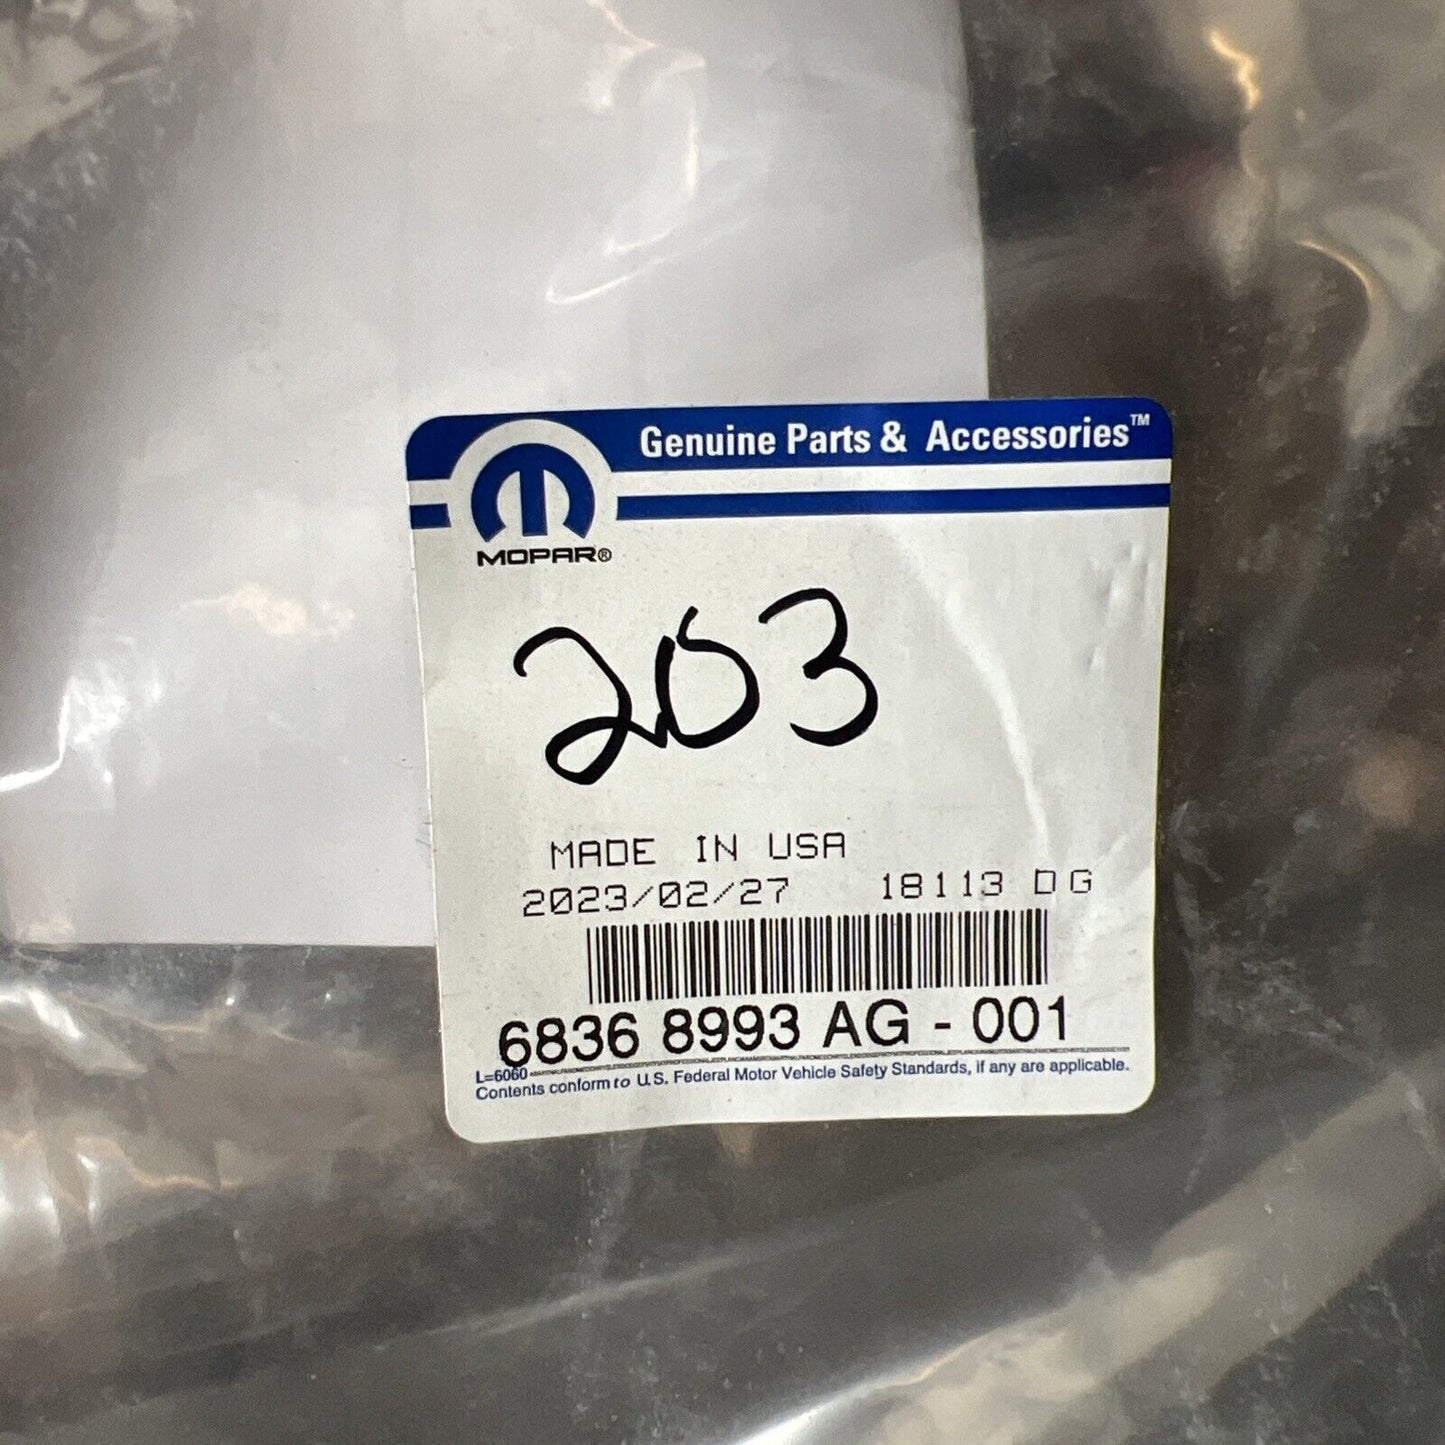 Genuine Parts & Accessories™
MOPAR®
203
MADE IN USA
2023/02/27 18113 DG
6836 8993 AG - 001
L=6060
Contents conform to U.S. Federal Motor Vehicle Safety Standards, if any are applicable.